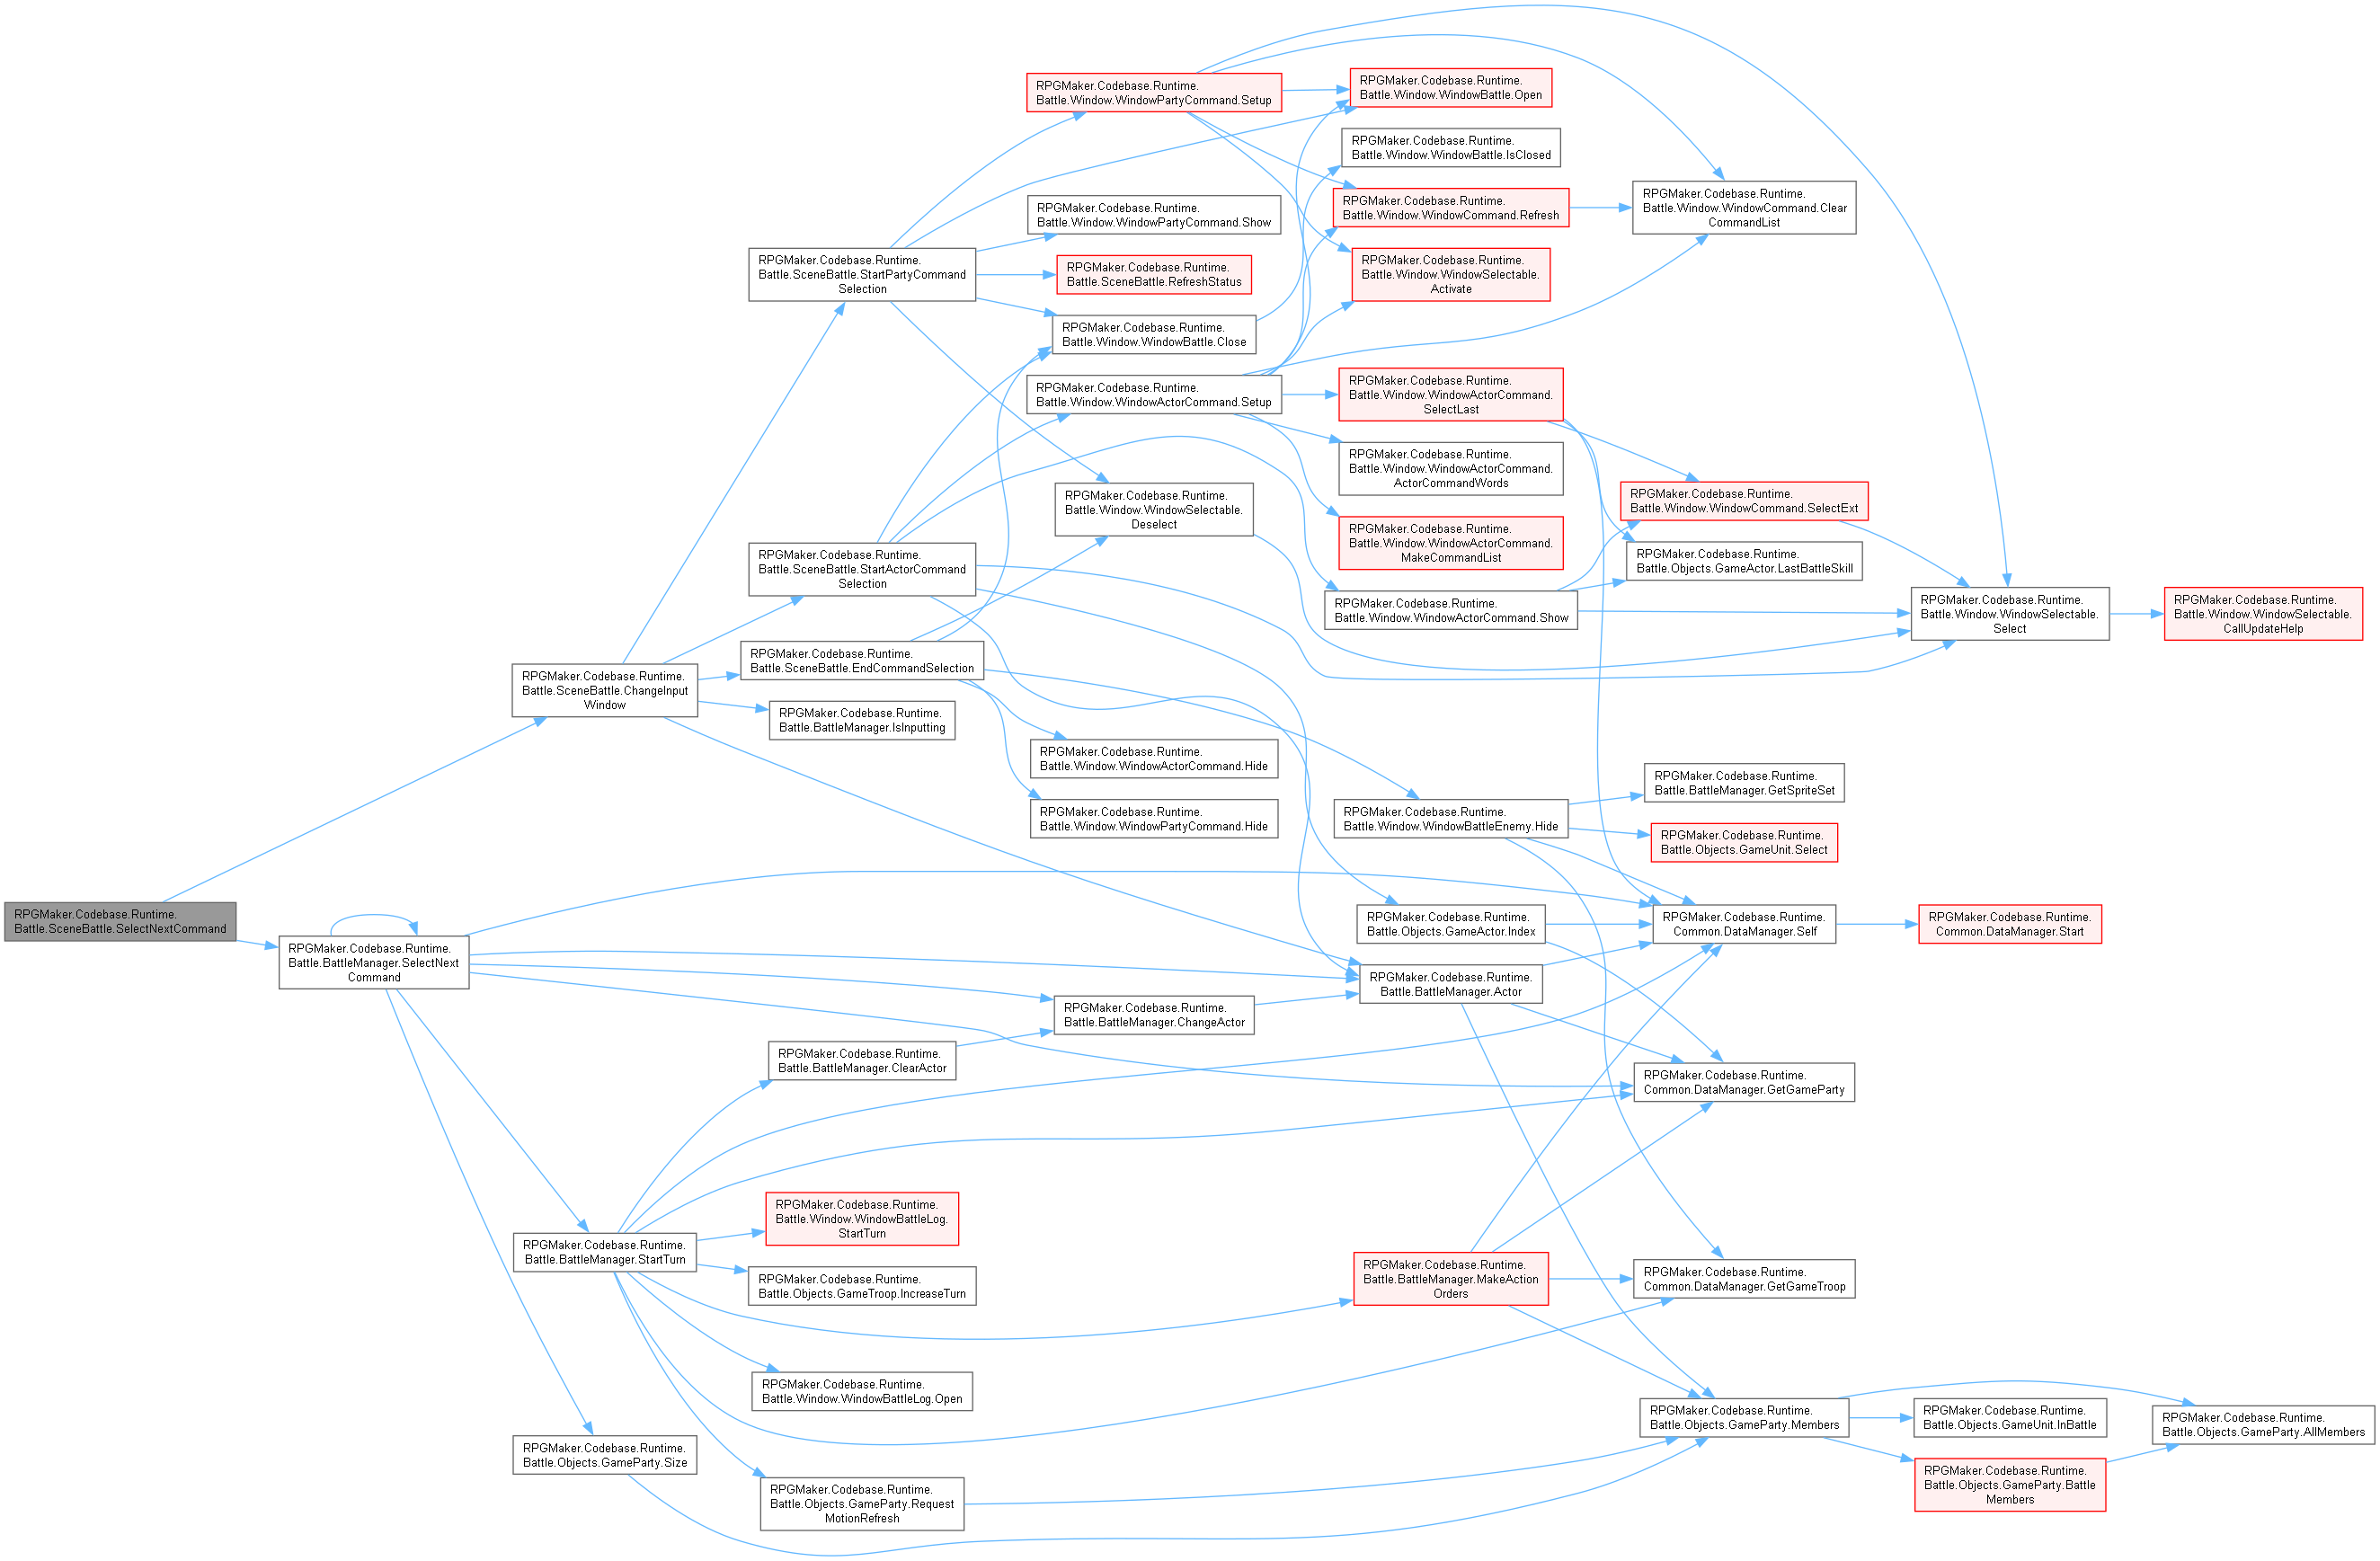 RPGMaker.Codebase.Runtime.
Battle.SceneBattle.SelectNextCommand
RPGMaker.Codebase.Runtime.
Battle.SceneBattle.ChangeInput
Window
RPGMaker.Codebase.Runtime.
Battle.BattleManager.SelectNext
Command
RPGMaker.Codebase.Runtime.
Battle.SceneBattle.StartPartyCommand
Selection
RPGMaker.Codebase.Runtime.
Battle.SceneBattle.StartActorCommand
Selection
RPGMaker.Codebase.Runtime.
Battle.SceneBattle.EndCommandSelection
RPGMaker.Codebase.Runtime.
Battle.BattleManager.IsInputting
RPGMaker.Codebase.Runtime.
Battle.BattleManager.ClearActor
RPGMaker.Codebase.Runtime.
Battle.BattleManager.StartTurn
RPGMaker.Codebase.Runtime.
Battle.Window.WindowBattleLog.
StartTurn
RPGMaker.Codebase.Runtime.
Battle.Objects.GameTroop.IncreaseTurn
RPGMaker.Codebase.Runtime.
Battle.Window.WindowBattleLog.Open
RPGMaker.Codebase.Runtime.
Battle.Objects.GameParty.Size
RPGMaker.Codebase.Runtime.
Battle.Objects.GameParty.Request
MotionRefresh
RPGMaker.Codebase.Runtime.
Battle.Window.WindowPartyCommand.Setup
RPGMaker.Codebase.Runtime.
Battle.Window.WindowPartyCommand.Show
RPGMaker.Codebase.Runtime.
Battle.SceneBattle.RefreshStatus
RPGMaker.Codebase.Runtime.
Battle.Window.WindowBattle.Close
RPGMaker.Codebase.Runtime.
Battle.Window.WindowActorCommand.Setup
RPGMaker.Codebase.Runtime.
Battle.Window.WindowSelectable.
Deselect
RPGMaker.Codebase.Runtime.
Battle.Window.WindowActorCommand.Hide
RPGMaker.Codebase.Runtime.
Battle.Window.WindowPartyCommand.Hide
RPGMaker.Codebase.Runtime.
Battle.BattleManager.ChangeActor
RPGMaker.Codebase.Runtime.
Battle.Window.WindowBattle.Open
RPGMaker.Codebase.Runtime.
Battle.Window.WindowBattle.IsClosed
RPGMaker.Codebase.Runtime.
Battle.Window.WindowCommand.Refresh
RPGMaker.Codebase.Runtime.
Battle.Window.WindowSelectable.
Activate
RPGMaker.Codebase.Runtime.
Battle.Window.WindowActorCommand.
SelectLast
RPGMaker.Codebase.Runtime.
Battle.Window.WindowActorCommand.
ActorCommandWords
RPGMaker.Codebase.Runtime.
Battle.Window.WindowActorCommand.
MakeCommandList
RPGMaker.Codebase.Runtime.
Battle.Window.WindowActorCommand.Show
RPGMaker.Codebase.Runtime.
Battle.Window.WindowBattleEnemy.Hide
RPGMaker.Codebase.Runtime.
Battle.Objects.GameActor.Index
RPGMaker.Codebase.Runtime.
Battle.BattleManager.Actor
RPGMaker.Codebase.Runtime.
Battle.BattleManager.MakeAction
Orders
RPGMaker.Codebase.Runtime.
Battle.Window.WindowCommand.Clear
CommandList
RPGMaker.Codebase.Runtime.
Battle.Window.WindowCommand.SelectExt
RPGMaker.Codebase.Runtime.
Battle.Objects.GameActor.LastBattleSkill
RPGMaker.Codebase.Runtime.
Battle.BattleManager.GetSpriteSet
RPGMaker.Codebase.Runtime.
Battle.Objects.GameUnit.Select
RPGMaker.Codebase.Runtime.
Common.DataManager.Self
RPGMaker.Codebase.Runtime.
Common.DataManager.GetGameParty
RPGMaker.Codebase.Runtime.
Common.DataManager.GetGameTroop
RPGMaker.Codebase.Runtime.
Battle.Objects.GameParty.Members
RPGMaker.Codebase.Runtime.
Battle.Window.WindowSelectable.
Select
RPGMaker.Codebase.Runtime.
Common.DataManager.Start
RPGMaker.Codebase.Runtime.
Battle.Objects.GameUnit.InBattle
RPGMaker.Codebase.Runtime.
Battle.Objects.GameParty.Battle
Members
RPGMaker.Codebase.Runtime.
Battle.Window.WindowSelectable.
CallUpdateHelp
RPGMaker.Codebase.Runtime.
Battle.Objects.GameParty.AllMembers